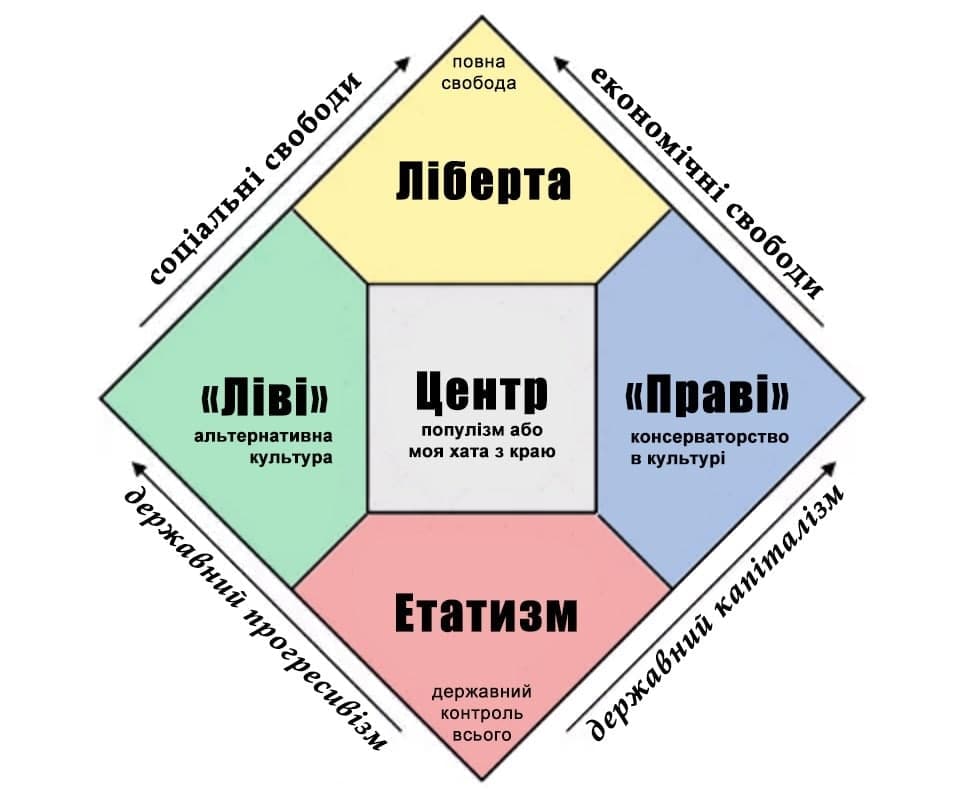 повна
свобода
соціальні свободи
економічні свободи
Ліберта
«Ліві»
альтернативна
культура
Центр
популізм або
моя хата з краю
«Праві»
консерваторство
в культурі
державний прогресивізм
державний капіталізм
Етатизм
державний
контроль
всього